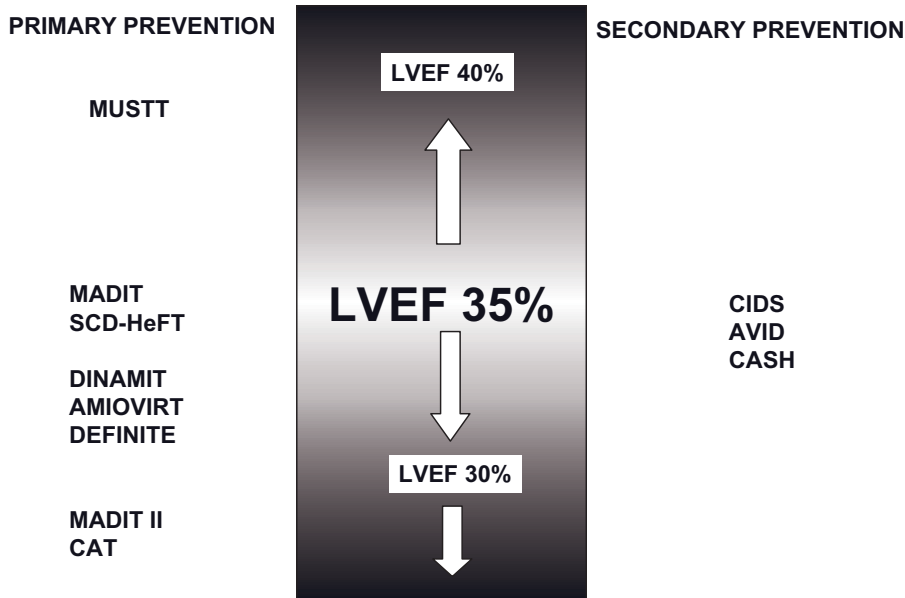 PRIMARY PREVENTION
MUSTT
MADIT
SCD-HeFT
DINAMIT
AMIOVIRT
DEFINITE
MADIT II
CAT
LVEF 40%
LVEF 35%
LVEF 30%
SECONDARY PREVENTION
CIDS
AVID
CASH